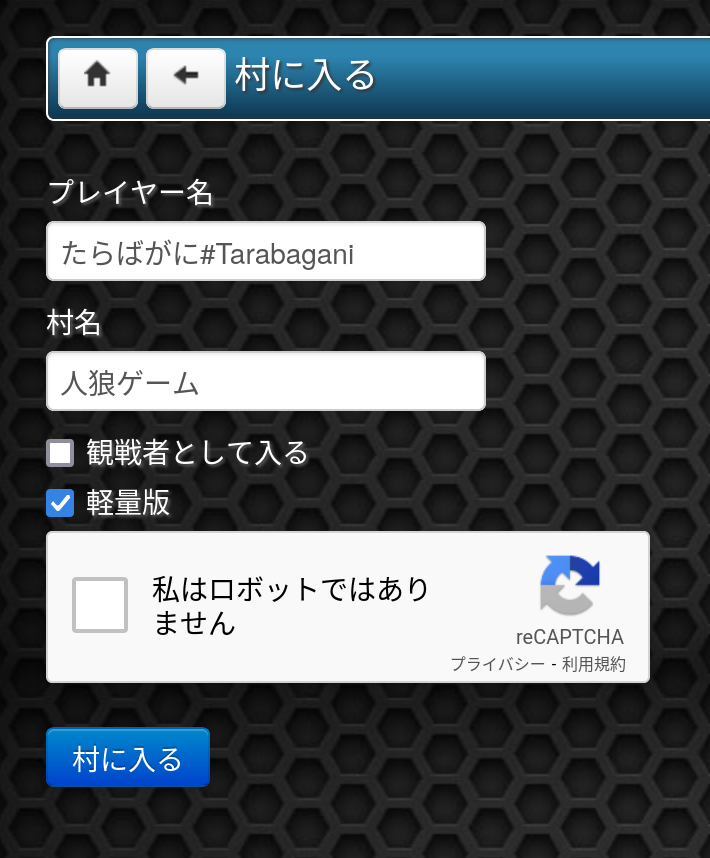 村に入る
プレイヤー名
たらばがに#Tarabagani
村名
人狼ゲーム
観戦者として入る
軽量版
私はロボットではあり
ません
reCAPTCHA
プライバシー - 利用規約
村に入る